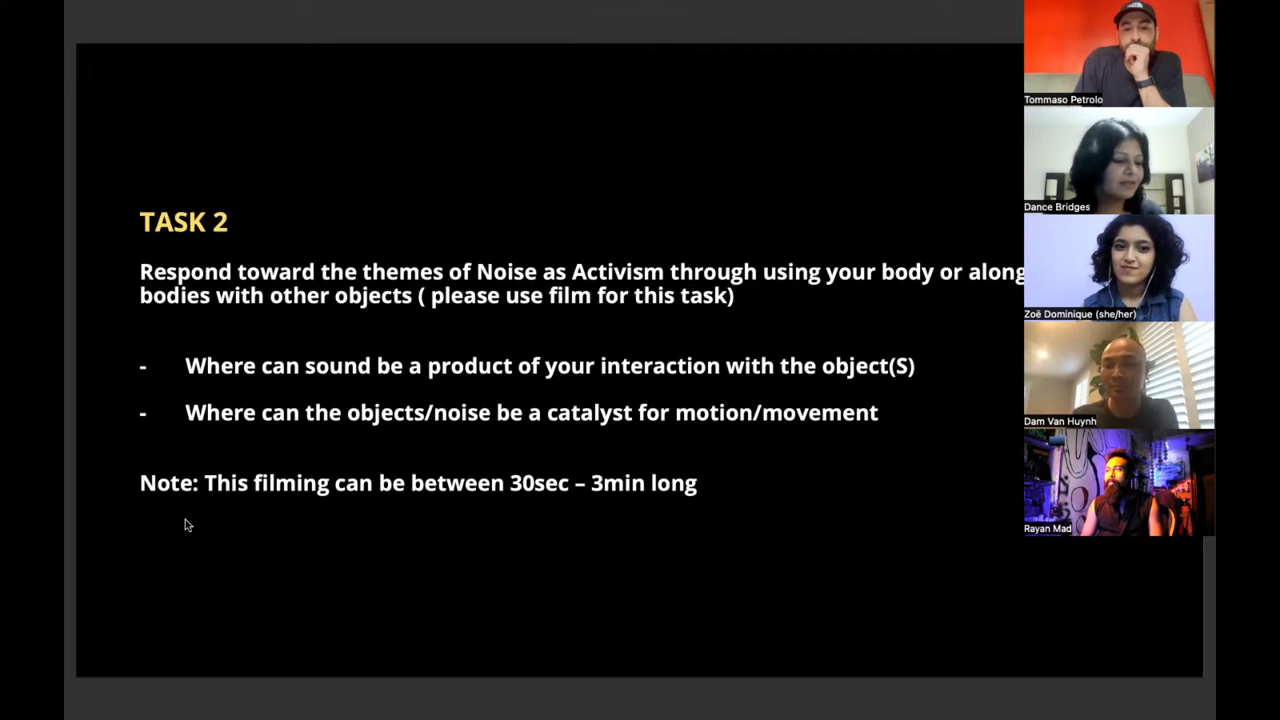 TASK 2
Respond toward the themes of Noise as Activism through using your body or along
bodies with other objects ( please use film for this task)
- Where can sound be a product of your interaction with the object(S)
- Where can the objects/noise be a catalyst for motion/movement
Note: This filming can be between 30sec – 3min long
Tommaso Petrolo
Dance Bridges
Zoë Dominique (she/her)
Dam Van Huynh
Rayan Mad